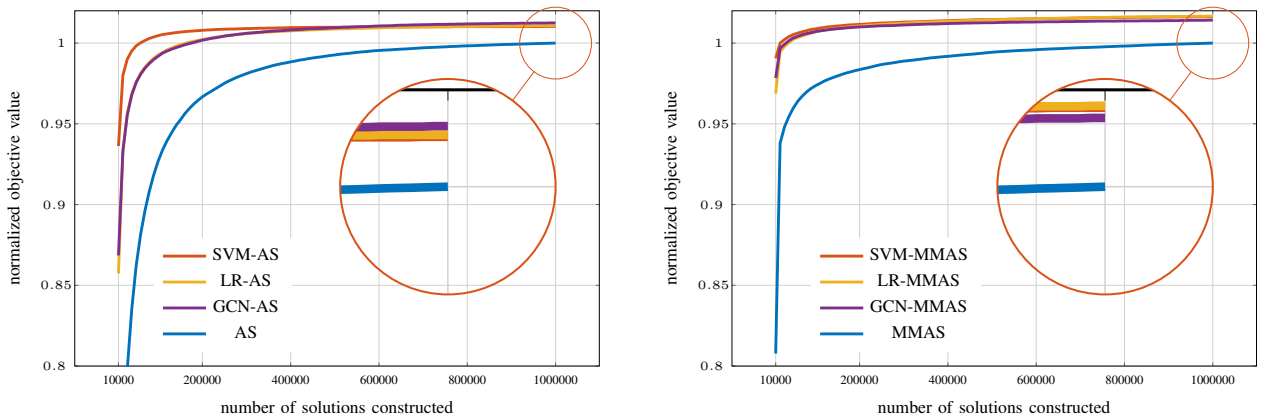 normalized objective value
1
0.95
0.9
0.85
0.8
SVM-AS
LR-AS
GCN-AS
AS
10000 200000 400000 600000 800000 1000000
number of solutions constructed
normalized objective value
1
0.95
0.9
0.85
0.8
SVM-MMAS
LR-MMAS
GCN-MMAS
MMAS
10000 200000 400000 600000 800000 1000000
number of solutions constructed